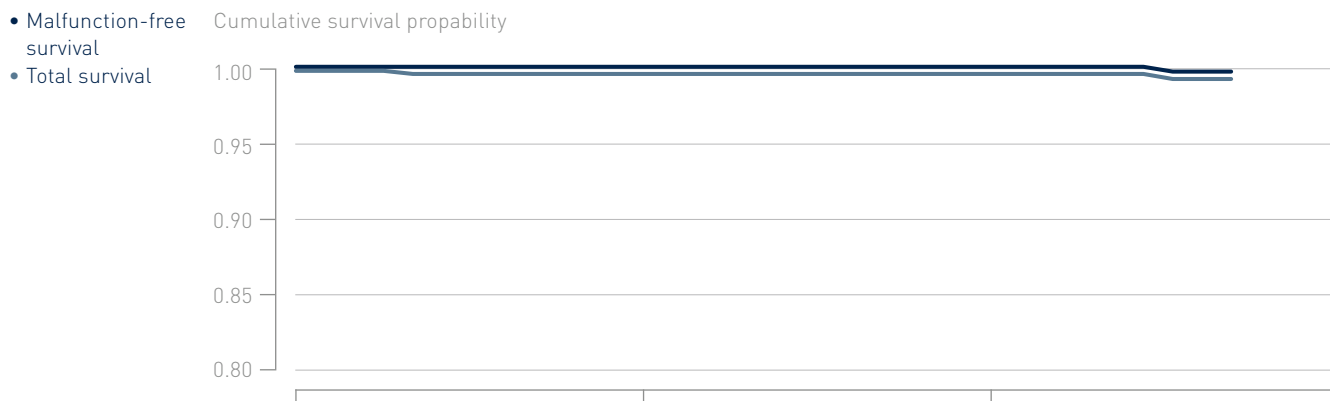 • Malfunction-free
survival
• Total survival
Cumulative survival propability
1.00
0.95
0.90
0.85
0.80